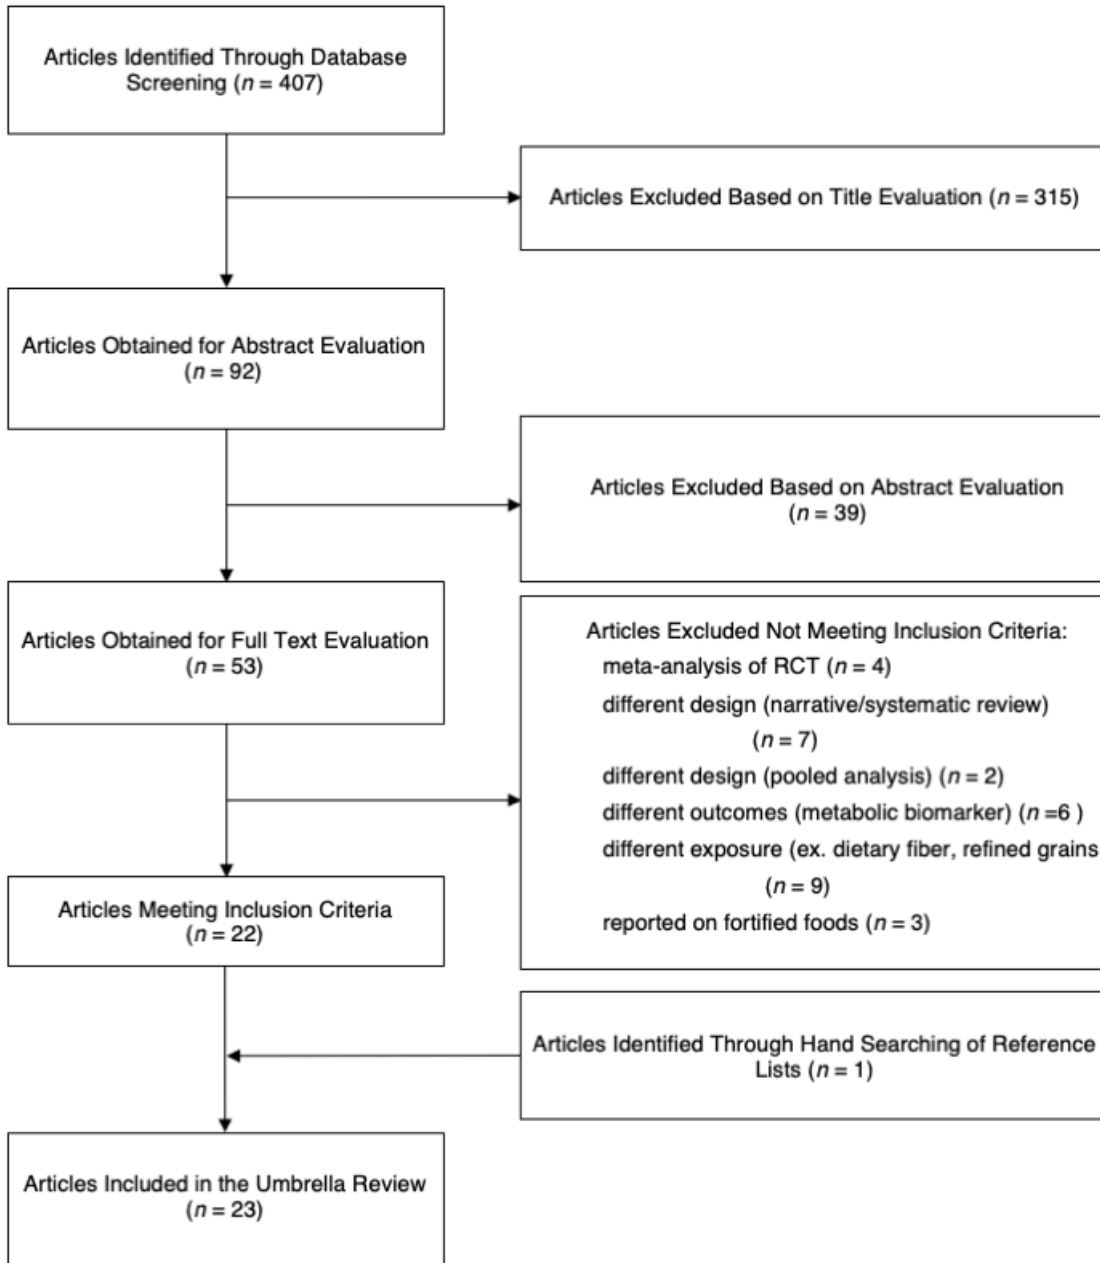 Articles Identified Through Database
Screening (n = 407)
Articles Excluded Based on Title Evaluation (n = 315)
Articles Obtained for Abstract Evaluation
(n = 92)
Articles Excluded Based on Abstract Evaluation
(n = 39)
Articles Obtained for Full Text Evaluation
(n = 53)
Articles Excluded Not Meeting Inclusion Criteria:
meta-analysis of RCT (n = 4)
different design (narrative/systematic review)
(n = 7)
different design (pooled analysis) (n = 2)
different outcomes (metabolic biomarker) (n =6 )
different exposure (ex. dietary fiber, refined grains
(n = 9)
reported on fortified foods (n = 3)
Articles Meeting Inclusion Criteria
(n = 22)
Articles Identified Through Hand Searching of Reference
Lists (n = 1)
Articles Included in the Umbrella Review
(n = 23)